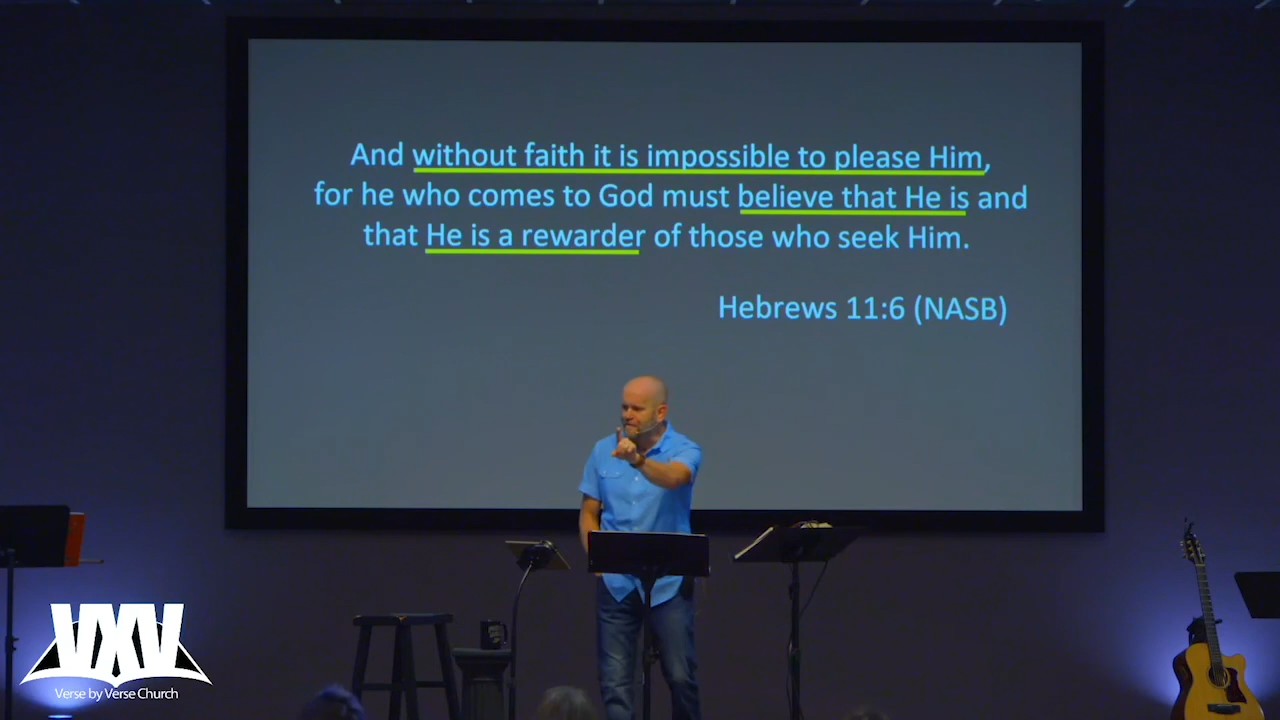 And without faith it is impossible to please Him,
for he who comes to God must believe that He is and
that He is a rewarder of those who seek Him.
Hebrews 11:6 (NASB)
VXV
Verse by Verse Church